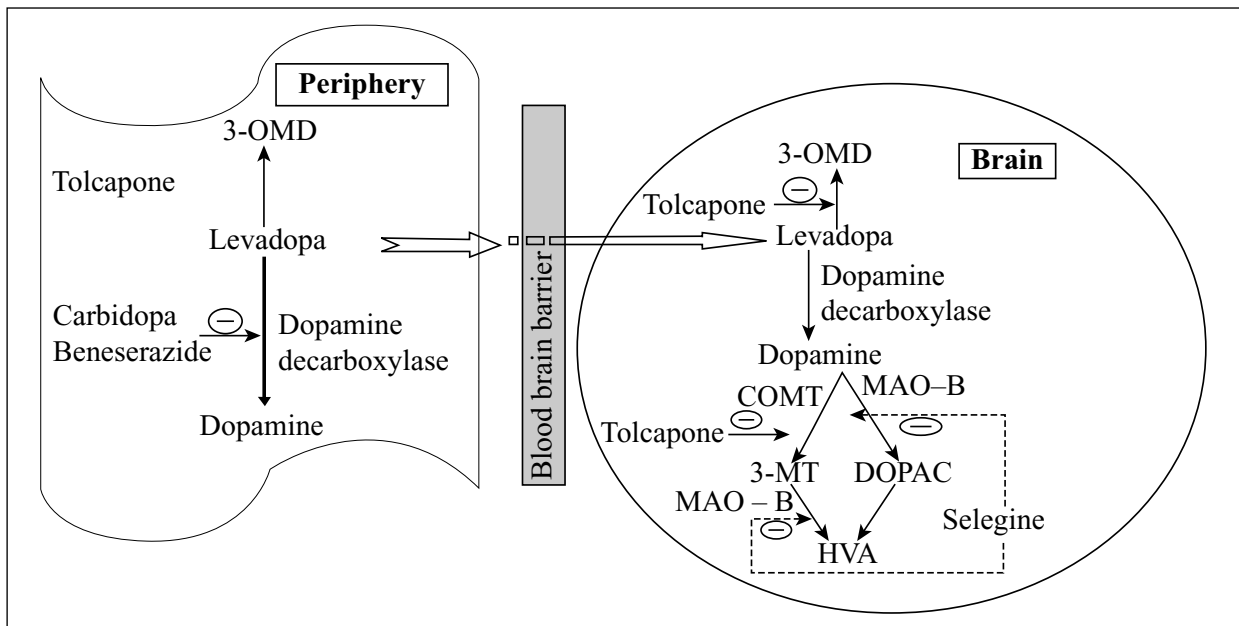 Periphery
3-OMD
Tolcapone
Levadopa
Carbidopa
Beneserazide
Dopamine
decarboxylase
Dopamine
Blood brain barrier
Brain
3-OMD
Tolcapone
Levadopa
Dopamine
decarboxylase
Dopamine
COMT
MAO–B
Tolcapone
3-MT
DOPAC
MAO – B
Selegine
HVA